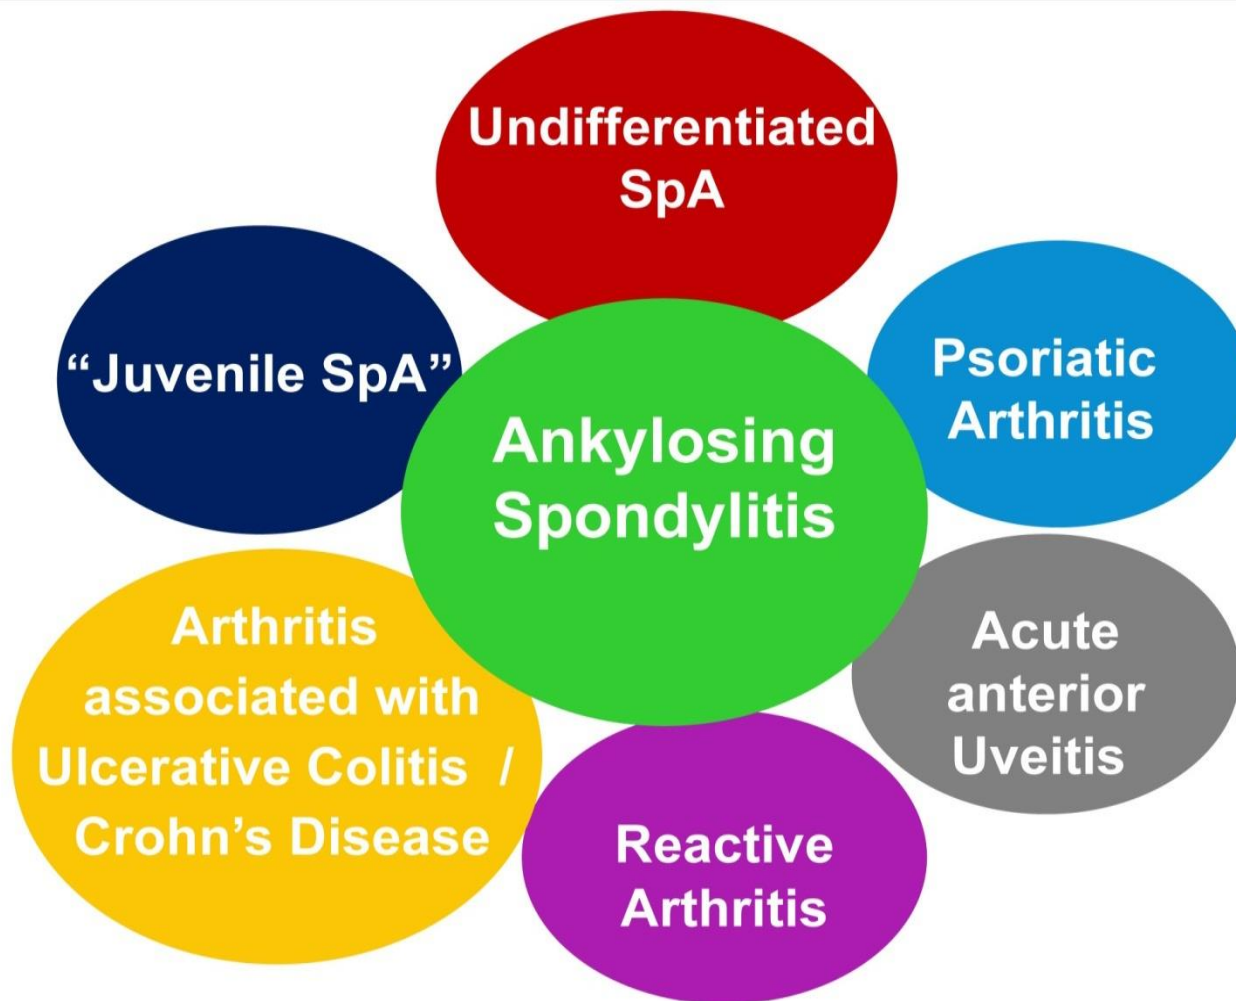 Undifferentiated
SpA
“Juvenile SpA”
Psoriatic
Arthritis
Ankylosing
Spondylitis
Arthritis
associated with
Ulcerative Colitis /
Crohn’s Disease
Acute
anterior
Uveitis
Reactive
Arthritis